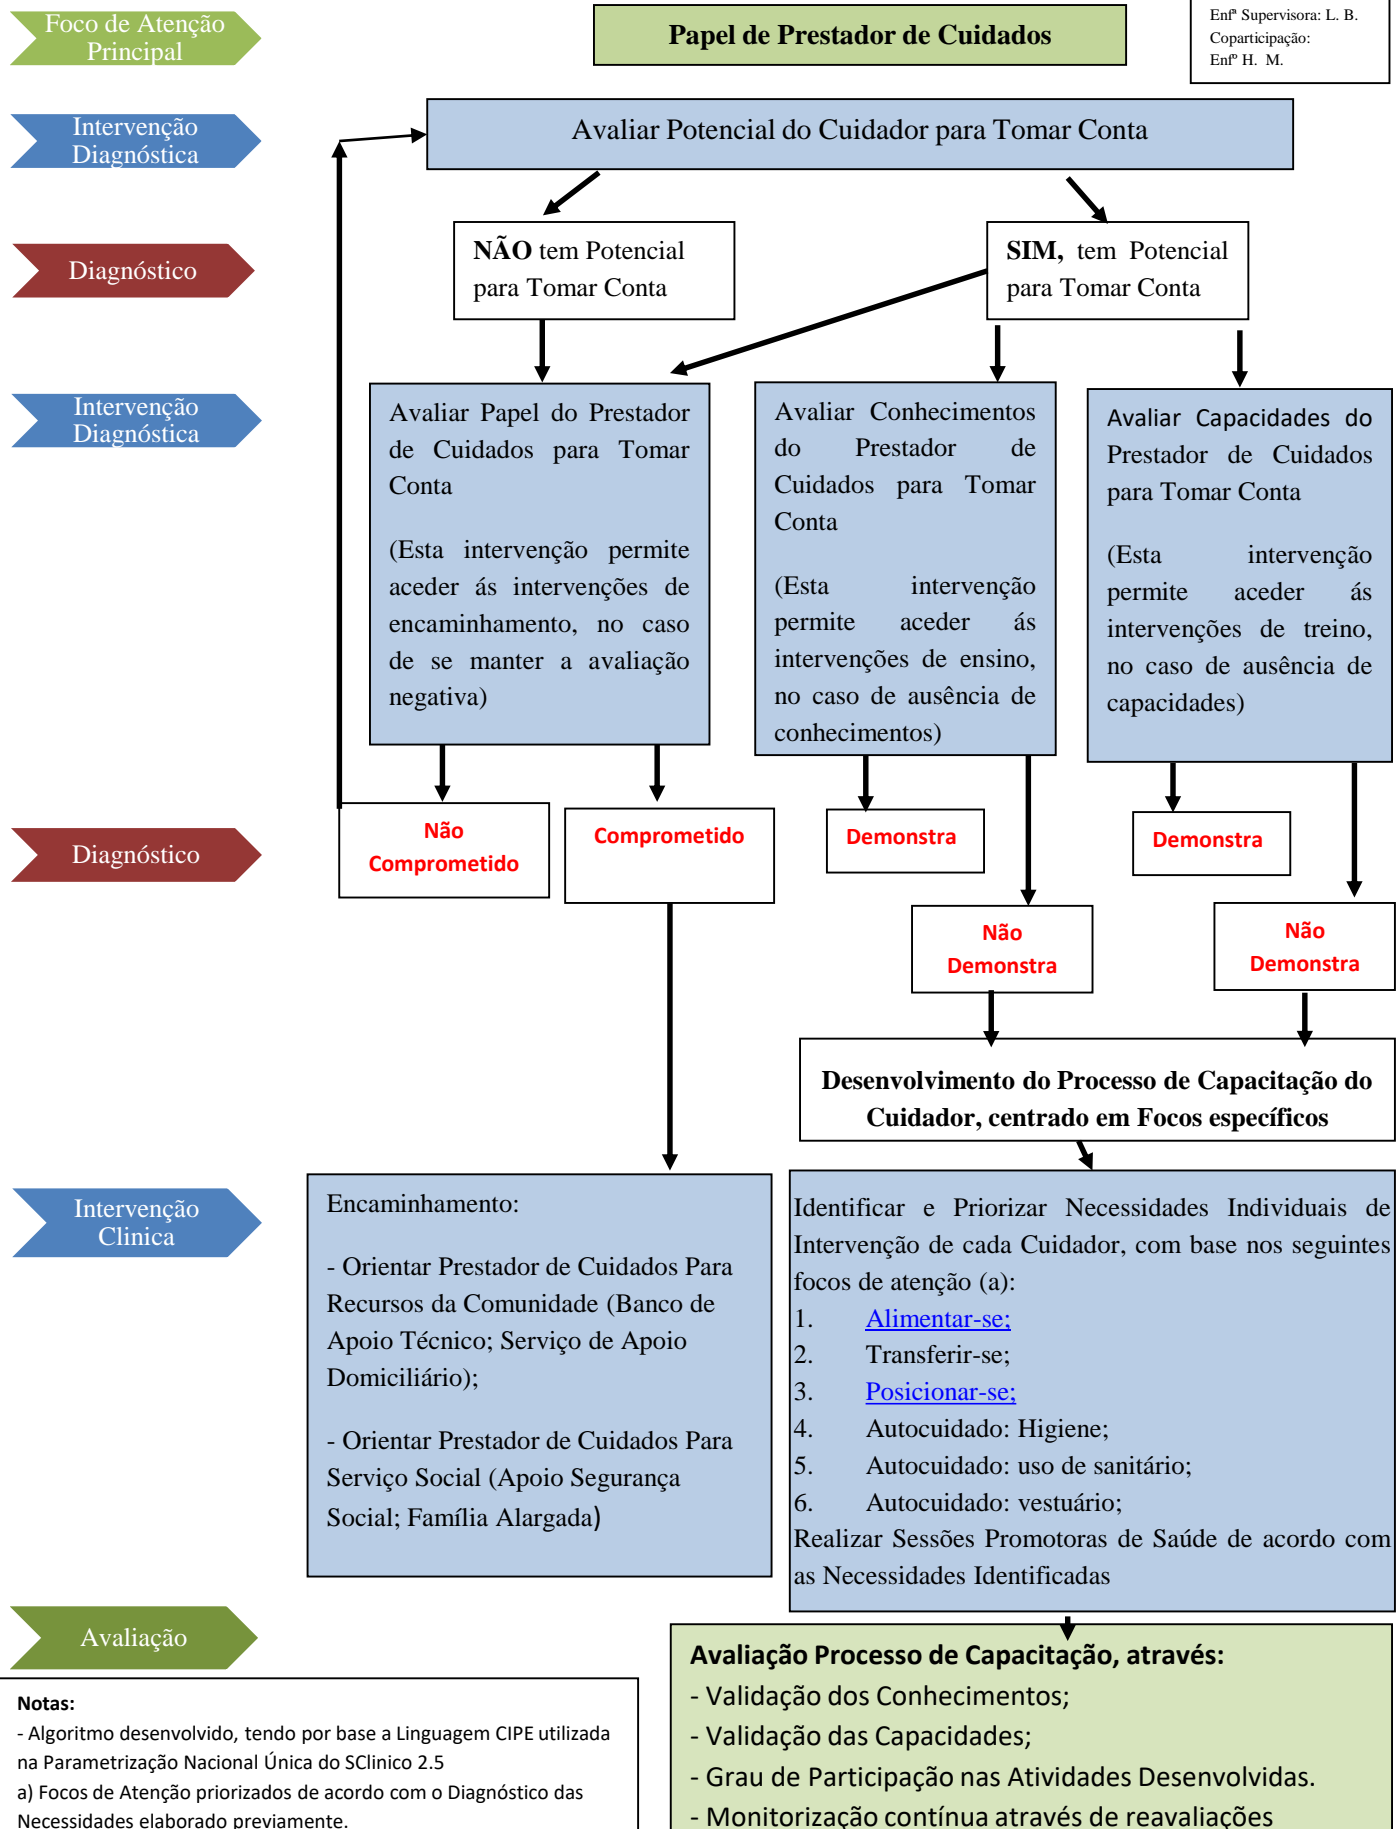 Foco de Atenção
Principal
Papel de Prestador de Cuidados
Enfª Supervisora: L. B.
Coparticipação:
Enfº H. M.
Intervenção
Diagnóstica
Avaliar Potencial do Cuidador para Tomar Conta
Diagnóstico
NÃO tem Potencial
para Tomar Conta
SIM, tem Potencial
para Tomar Conta
Intervenção
Diagnóstica
Avaliar Papel do Prestador
de Cuidados para Tomar
Conta
(Esta intervenção permite
aceder ás intervenções de
encaminhamento, no caso
de se manter a avaliação
negativa)
Avaliar Conhecimentos
do Prestador de
Cuidados para Tomar
Conta
(Esta intervenção
permite aceder ás
intervenções de ensino,
no caso de ausência de
conhecimentos)
Avaliar Capacidades do
Prestador de Cuidados
para Tomar Conta
(Esta intervenção
permite aceder ás
intervenções de treino,
no caso de ausência de
capacidades)
Diagnóstico
Não
Comprometido
Comprometido
Demonstra
Demonstra
Não
Demonstra
Não
Demonstra
Desenvolvimento do Processo de Capacitação do
Cuidador, centrado em Focos específicos
Intervenção
Clinica
Encaminhamento:
- Orientar Prestador de Cuidados Para
Recursos da Comunidade (Banco de
Apoio Técnico; Serviço de Apoio
Domiciliário);
- Orientar Prestador de Cuidados Para
Serviço Social (Apoio Segurança
Social; Família Alargada)
Identificar e Priorizar Necessidades Individuais de
Intervenção de cada Cuidador, com base nos seguintes
focos de atenção (a):
1. Alimentar-se;
2. Transferir-se;
3. Posicionar-se;
4. Autocuidado: Higiene;
5. Autocuidado: uso de sanitário;
6. Autocuidado: vestuário;
Realizar Sessões Promotoras de Saúde de acordo com
as Necessidades Identificadas
Avaliação
Notas:
- Algoritmo desenvolvido, tendo por base a Linguagem CIPE utilizada
na Parametrização Nacional Única do SClinico 2.5
a) Focos de Atenção priorizados de acordo com o Diagnóstico das
Necessidades elaborado previamente.
Avaliação Processo de Capacitação, através:
- Validação dos Conhecimentos;
- Validação das Capacidades;
- Grau de Participação nas Atividades Desenvolvidas.
- Monitorização contínua através de reavaliações